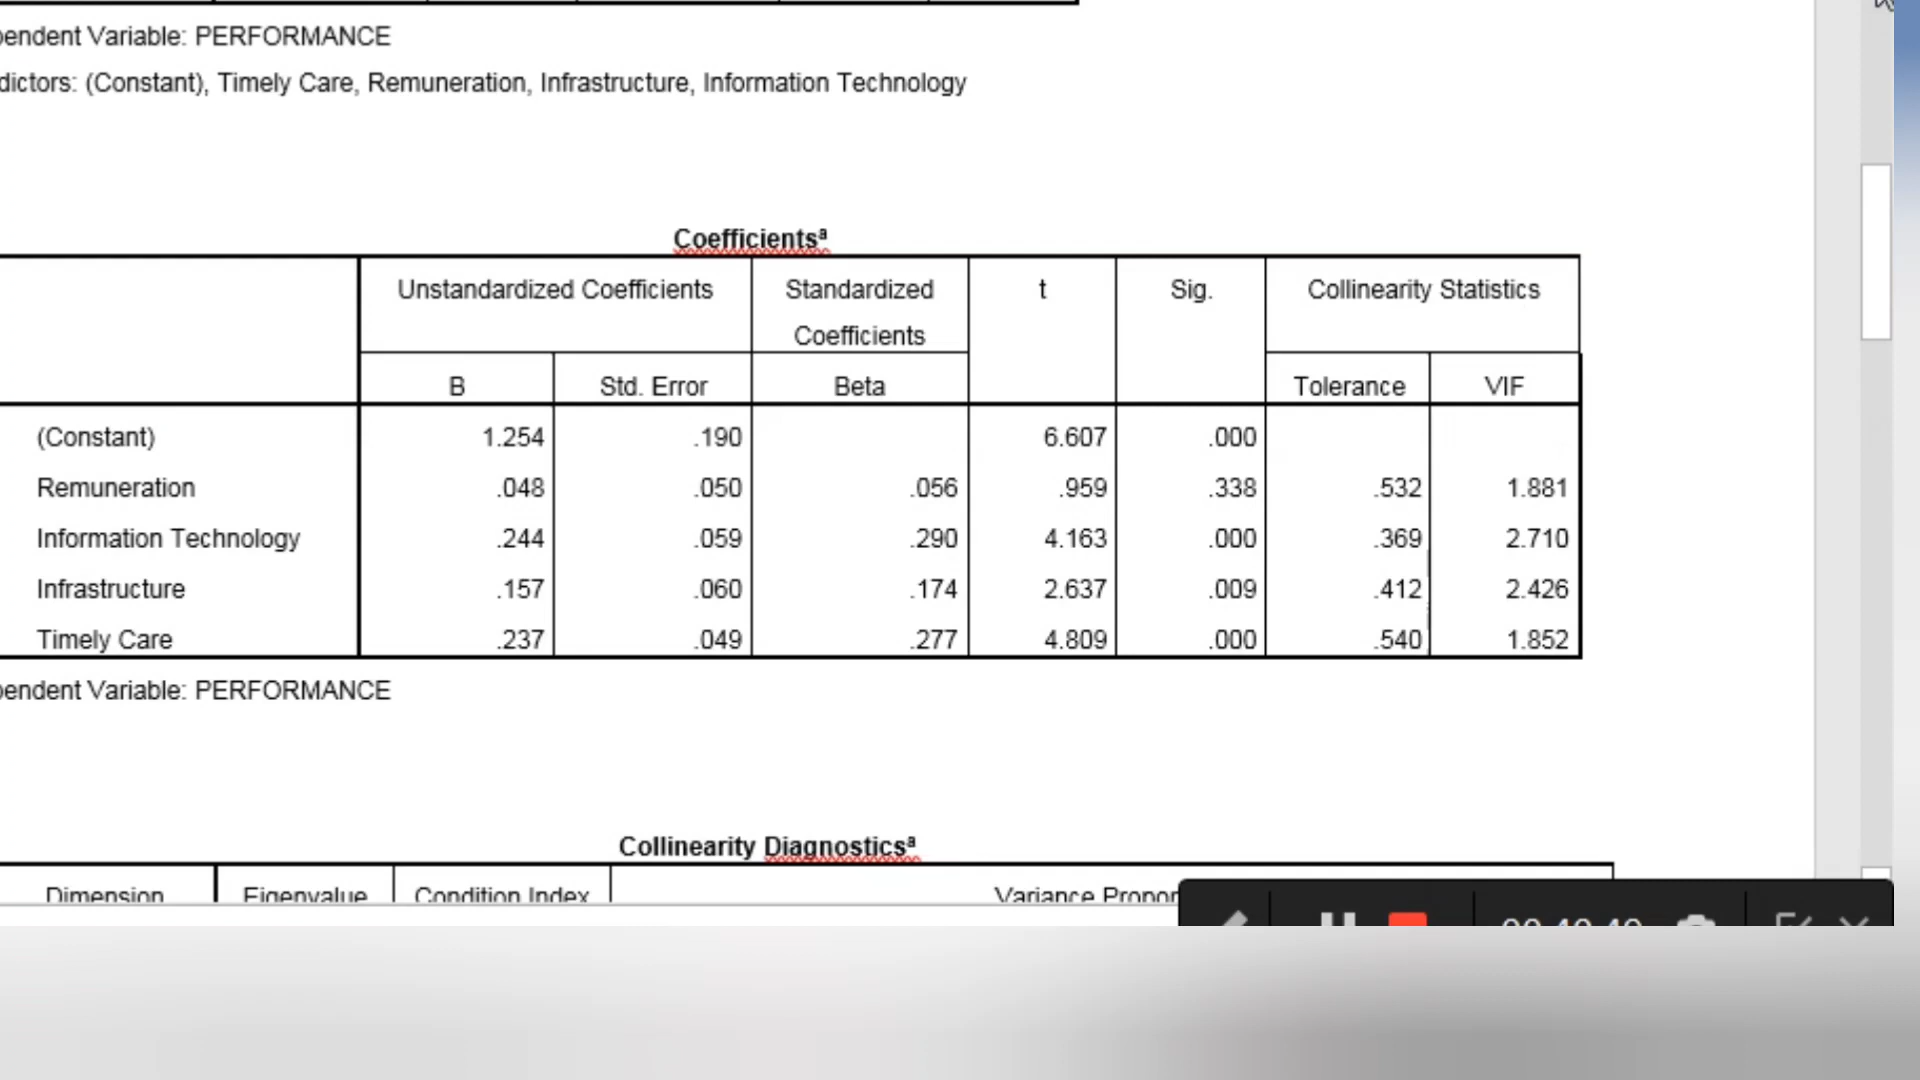 pendent Variable: PERFORMANCE
dictors: (Constant), Timely Care, Remuneration, Infrastructure, Information Technology
Coefficientsᵃ
Unstandardized Coefficients Standardized Coefficients t Sig. Collinearity Statistics
B Std. Error Beta Tolerance VIF
(Constant) 1.254 .190 6.607 .000
Remuneration .048 .050 .056 .959 .338 .532 1.881
Information Technology .244 .059 .290 4.163 .000 .369 2.710
Infrastructure .157 .060 .174 2.637 .009 .412 2.426
Timely Care .237 .049 .277 4.809 .000 .540 1.852
pendent Variable: PERFORMANCE
Collinearity Diagnosticsᵃ
Dimension Eigenvalue Condition Index Variance Propor